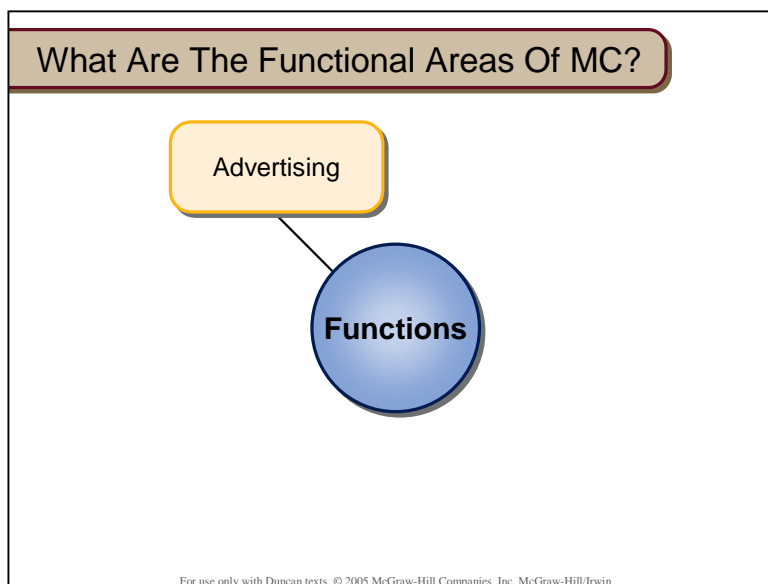 What Are The Functional Areas Of MC?
Advertising
Functions
For use only with Duncan texts. © 2005 McGraw-Hill Companies, Inc. McGraw-Hill/Irwin